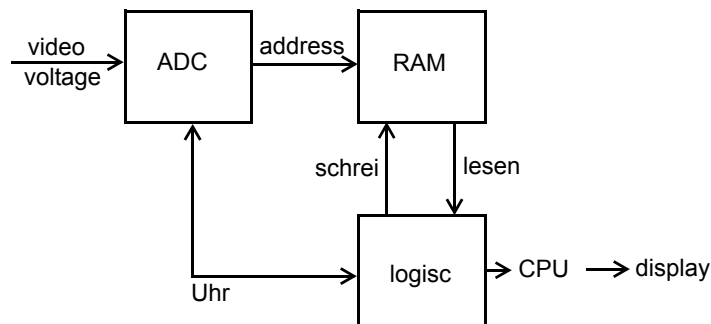 video
voltage
ADC
address
RAM
schrei
lesen
Uhr
logisc
CPU
display